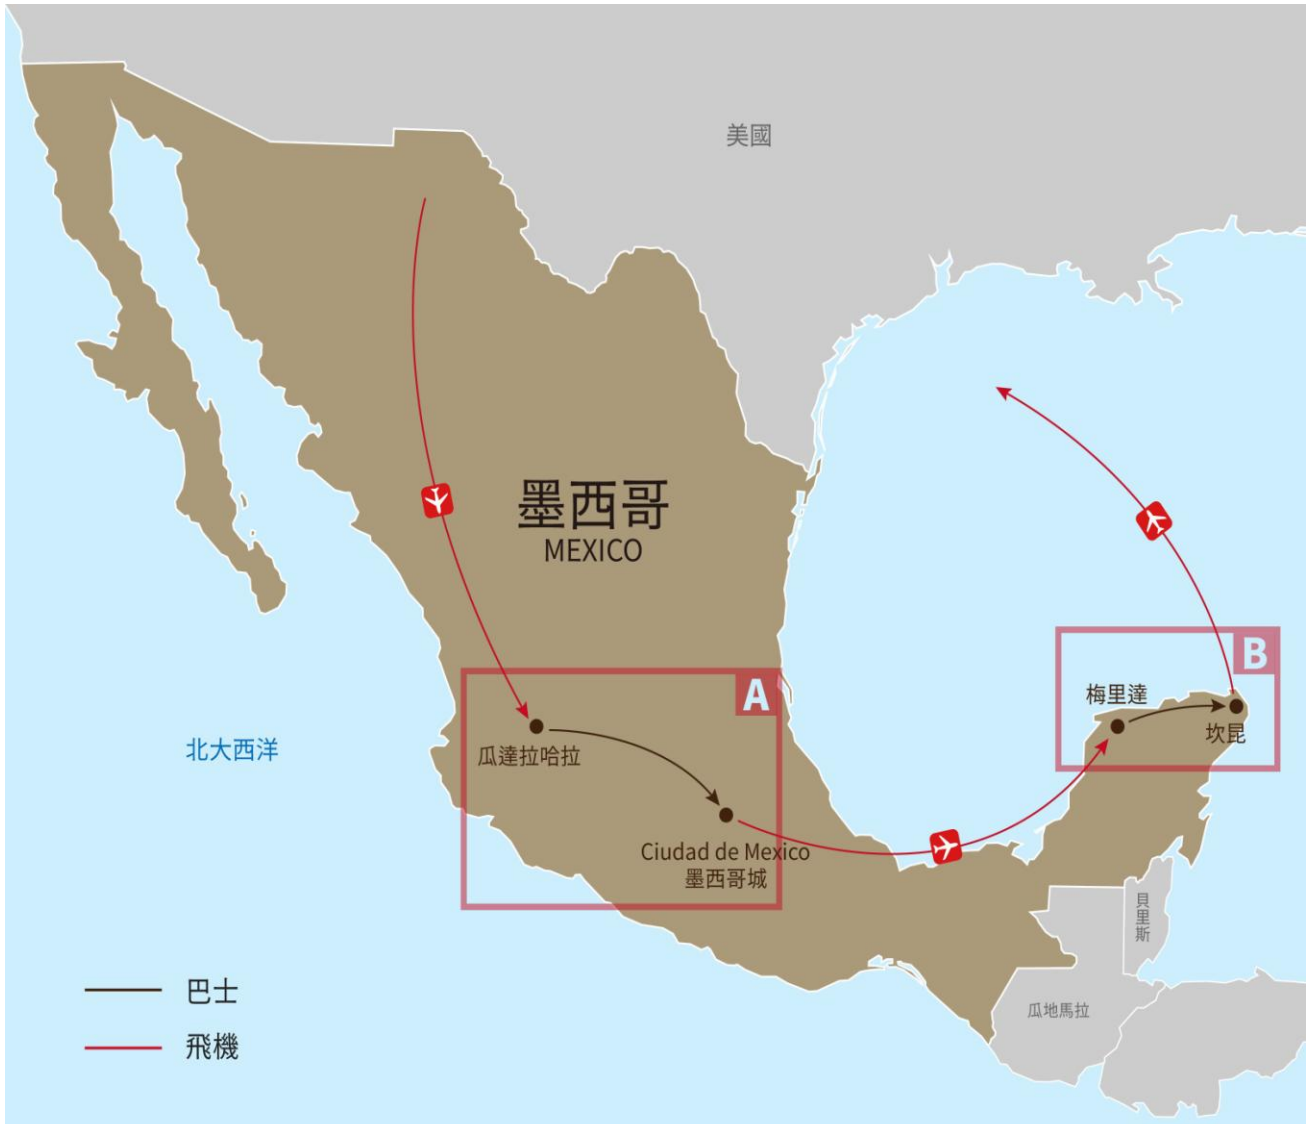 美國
墨西哥
MEXICO
A
B
梅里達
坎昆
瓜達拉哈拉
北大西洋
Ciudad de Mexico
墨西哥城
貝里斯
瓜地馬拉
巴士
飛機